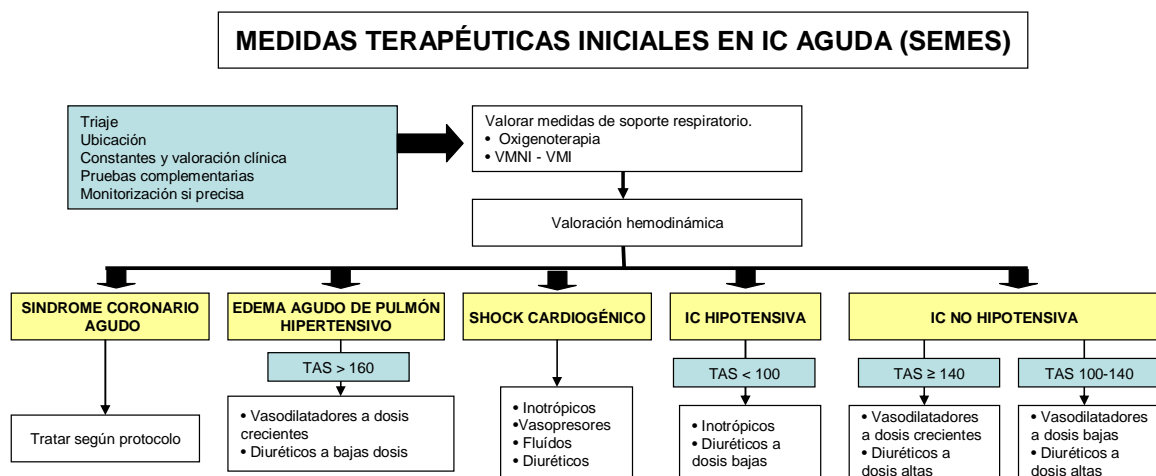 MEDIDAS TERAPÉUTICAS INICIALES EN IC AGUDA (SEMES)
Triaje
Ubicación
Constantes y valoración clínica
Pruebas complementarias
Monitorización si precisa
Valorar medidas de soporte respiratorio.
• Oxigenoterapia
• VMNI - VMI
Valoración hemodinámica
SINDROME CORONARIO
AGUDO
Tratar según protocolo
EDEMA AGUDO DE PULMÓN
HIPERTENSIVO
TAS > 160
• Vasodilatadores a dosis
crecientes
• Diuréticos a bajas dosis
SHOCK CARDIOGÉNICO
• Inotrópicos
•Vasopresores
• Fluídos
• Diuréticos
IC HIPOTENSIVA
TAS < 100
• Inotrópicos
• Diuréticos a
dosis bajas
IC NO HIPOTENSIVA
TAS ≥ 140
• Vasodilatadores
a dosis crecientes
• Diuréticos a
dosis altas
TAS 100-140
• Vasodilatadores
a dosis bajas
• Diuréticos a
dosis altas